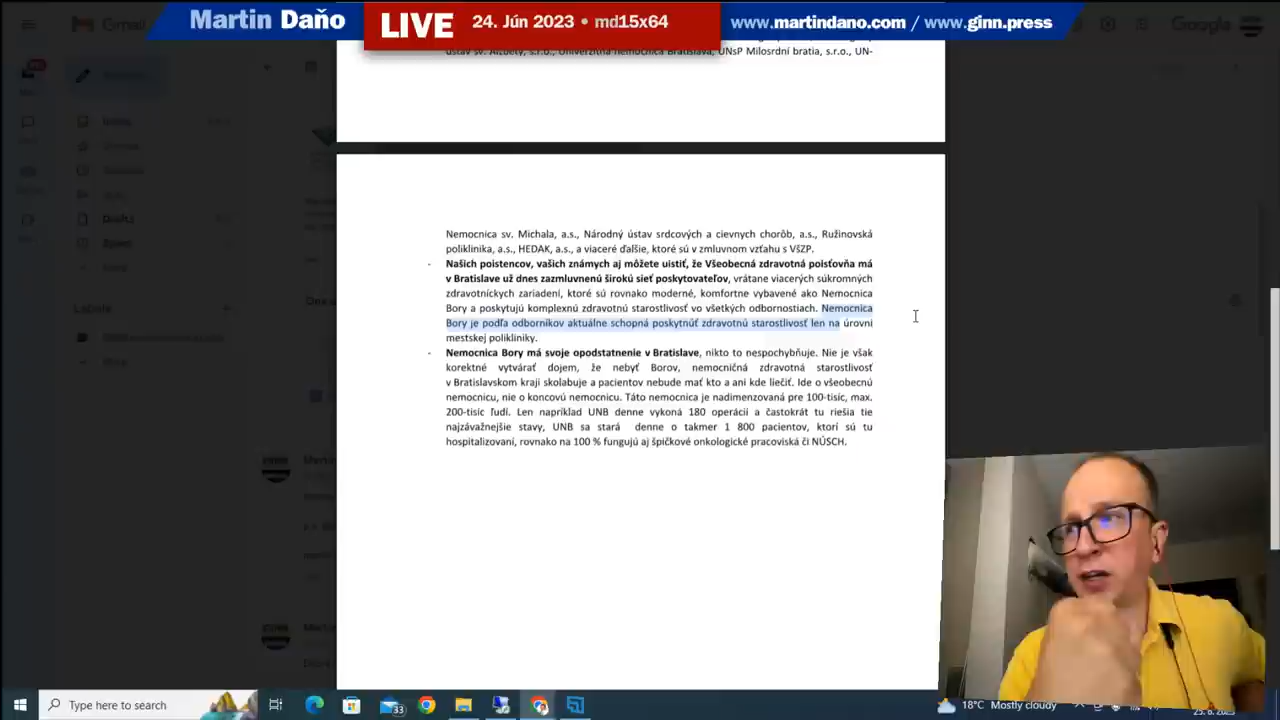 Martin Daňo
LIVE
24. Jún 2023 • md15x64
www.martindano.com / www.ginn.press
Gmail
Google
ústav sv. Alžbety, s.r.o., Univerzitná nemocnica Bratislava, UNsP Milosrdní bratia, s.r.o., UN-
Nemocnica sv. Michala, a.s., Národný ústav srdcových a cievnych chorôb, a.s., Ružinovská
poliklinika, a.s., HEDAK, a.s., a viaceré ďalšie, ktoré sú v zmluvnom vzťahu s VšZP.
- Našich poistencov, vašich známych aj môžete uistiť, že Všeobecná zdravotná poisťovňa má
v Bratislave už dnes zazmluvnenú širokú sieť poskytovateľov, vrátane viacerých súkromných
zdravotníckych zariadení, ktoré sú rovnako moderné, komfortne vybavené ako Nemocnica
Bory a poskytujú komplexnú zdravotnú starostlivosť vo všetkých odbornostiach. Nemocnica
Bory je podľa odborníkov aktuálne schopná poskytnúť zdravotnú starostlivosť len na úrovni
mestskej polikliniky.
- Nemocnica Bory má svoje opodstatnenie v Bratislave, nikto to nespochybňuje. Nie je však
korektné vytvárať dojem, že nebyť Borov, nemocničná zdravotná starostlivosť
v Bratislavskom kraji skolabuje a pacientov nebude mať kto a ani kde liečiť. Ide o všeobecnú
nemocnicu, nie o koncovú nemocnicu. Táto nemocnica je nadimenzovaná pre 100-tisíc, max.
200-tisíc ľudí. Len napríklad UNB denne vykoná 180 operácií a častokrát tu riešia tie
najzávažnejšie stavy, UNB sa stará denne o takmer 1 800 pacientov, ktorí sú tu
hospitalizovaní, rovnako na 100 % fungujú aj špičkové onkologické pracoviská či NÚSCH.
Drafts
Labels
Type here to search
33
18°C Mostly cloudy